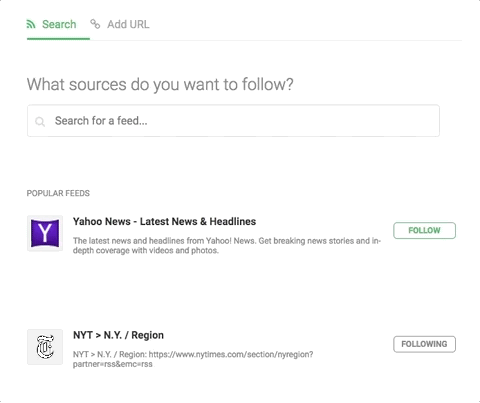 Search
Add URL
What sources do you want to follow?
Search for a feed...
POPULAR FEEDS
Yahoo News - Latest News & Headlines
The latest news and headlines from Yahoo! News. Get breaking news stories and in-
depth coverage with videos and photos.
FOLLOW
NYT > N.Y. / Region
NYT > N.Y. / Region: https://www.nytimes.com/section/nyregion?
partner=rss&emc=rss
FOLLOWING